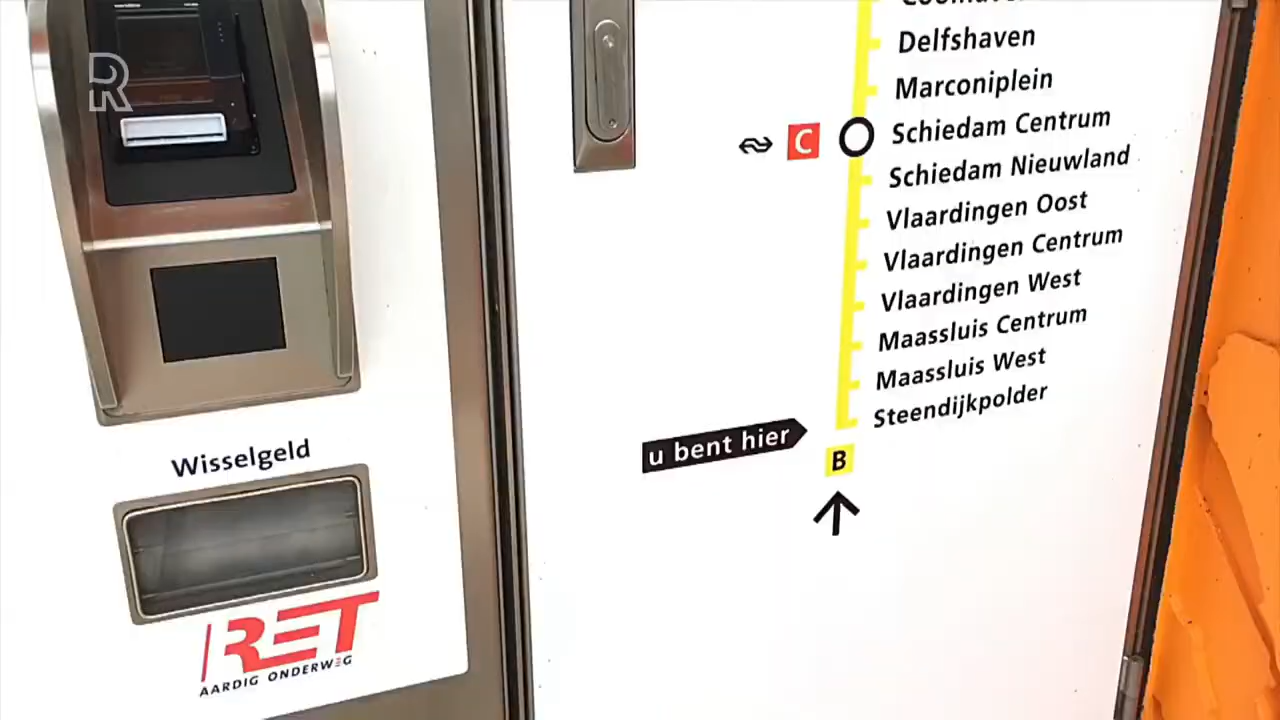 Delfshaven
Marconiplein
C
Schiedam Centrum
Schiedam Nieuwland
Vlaardingen Oost
Vlaardingen Centrum
Vlaardingen West
Maassluis Centrum
Maassluis West
Steendijkpolder
u bent hier
B
Wisselgeld
RET
AARDIG ONDERWEG
R